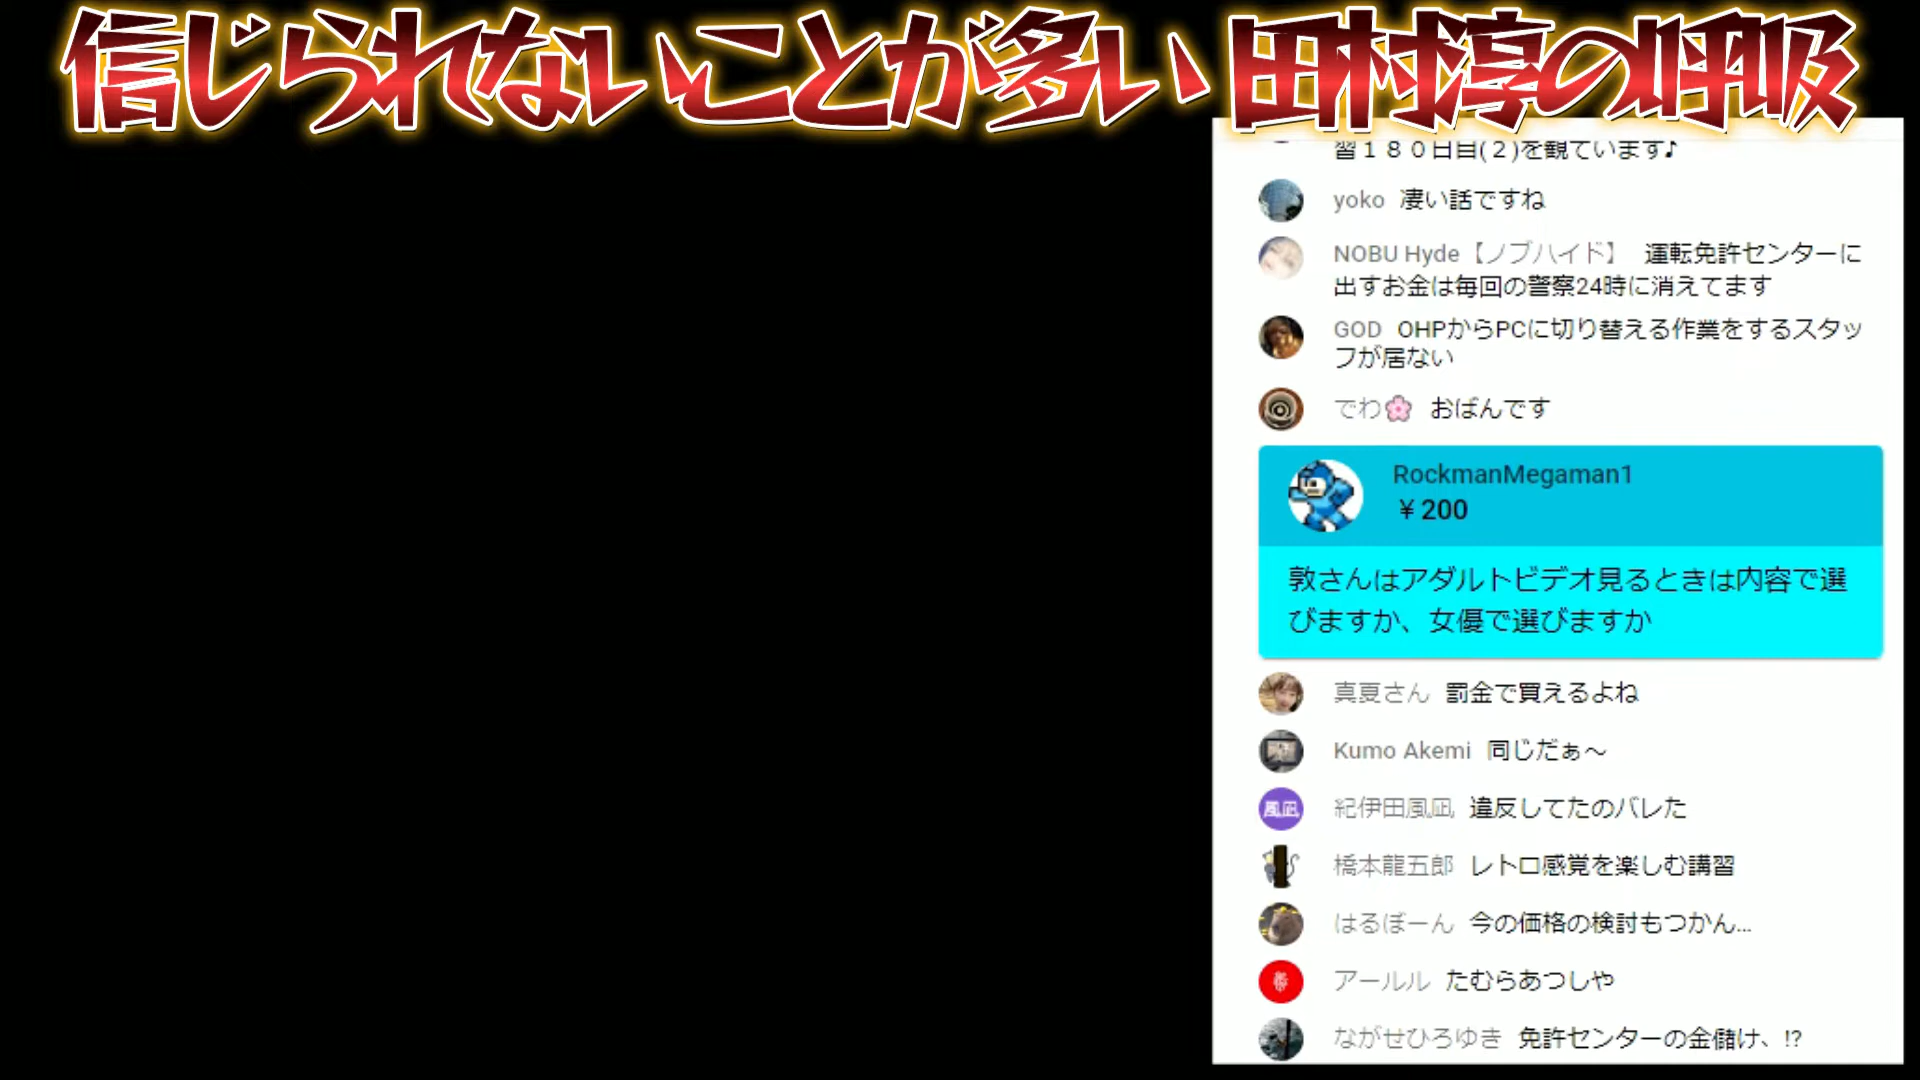 信じられないことが多い 田村淳の呼吸
習１８０日目(２)を観ています♪
yoko 凄い話ですね
NOBU Hyde【ノブハイド】 運転免許センターに
出すお金は毎回の警察24時に消えてます
GOD OHPからPCに切り替える作業をするスタッ
フが居ない
でわ🌸 おばんです
RockmanMegaman1
￥200
敦さんはアダルトビデオ見るときは内容で選
びますか、女優で選びますか
真夏さん 罰金で買えるよね
Kumo Akemi 同じだぁ〜
風凪 紀伊田風凪 違反してたのバレた
橋本龍五郎 レトロ感覚を楽しむ講習
はるぼーん 今の価格の検討もつかん...
アールル たむらあつしや
ながせひろゆき 免許センターの金儲け、!?